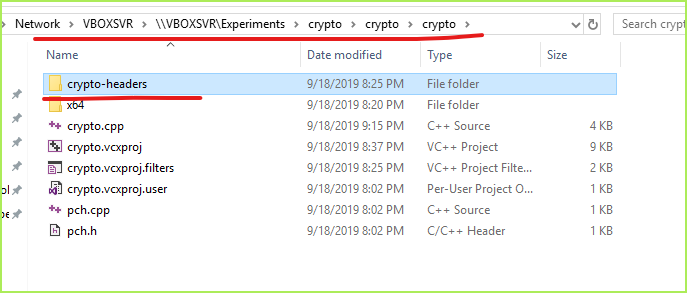 Network > VBOXSVR > \\VBOXSVR\Experiments > crypto > crypto > crypto > Search crypto
Name Date modified Type Size
crypto-headers 9/18/2019 8:25 PM File folder
x64 9/18/2019 8:20 PM File folder
crypto.cpp 9/18/2019 9:15 PM C++ Source 4 KB
crypto.vcxproj 9/18/2019 8:37 PM VC++ Project 9 KB
crypto.vcxproj.filters 9/18/2019 8:25 PM VC++ Project Filte... 2 KB
crypto.vcxproj.user 9/18/2019 8:02 PM Per-User Project O... 1 KB
pch.cpp 9/18/2019 8:02 PM C++ Source 1 KB
pch.h 9/18/2019 8:02 PM C/C++ Header 1 KB